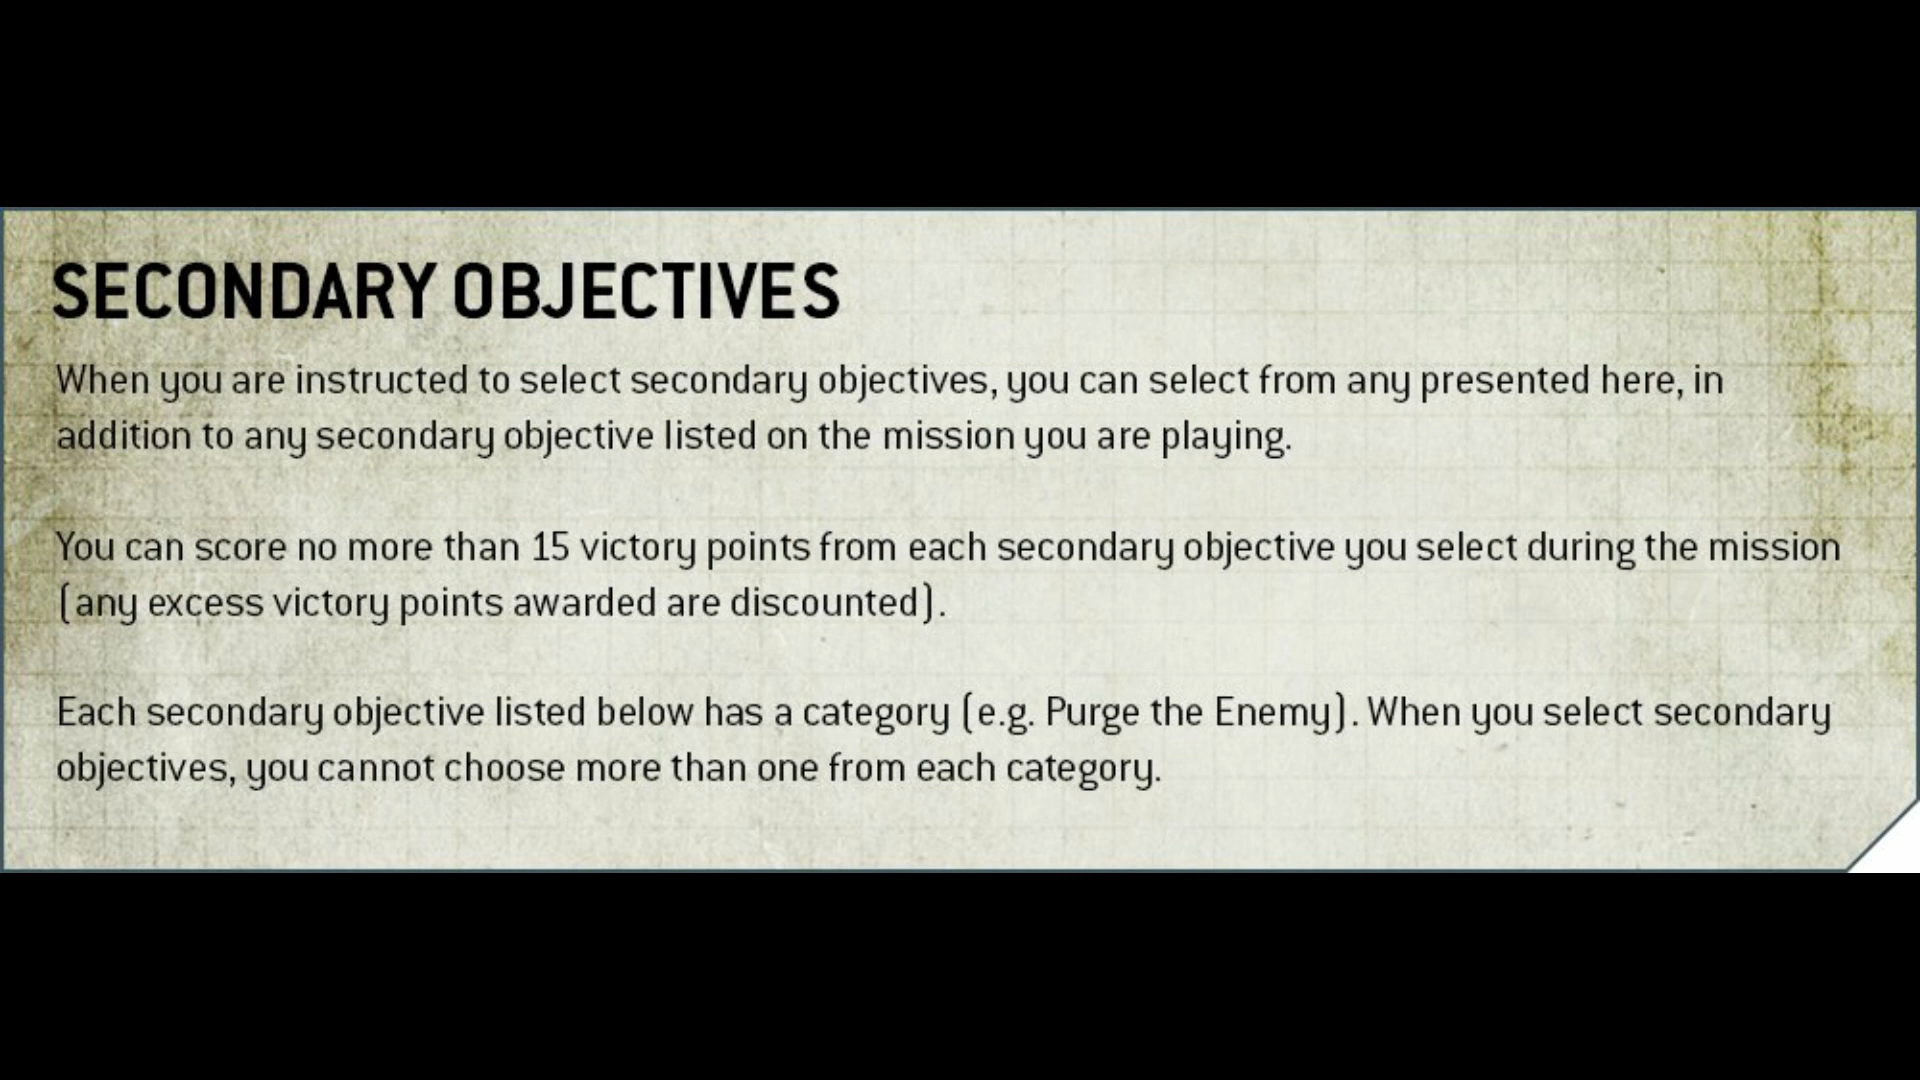 SECONDARY OBJECTIVES
When you are instructed to select secondary objectives, you can select from any presented here, in
addition to any secondary objective listed on the mission you are playing.
You can score no more than 15 victory points from each secondary objective you select during the mission
(any excess victory points awarded are discounted).
Each secondary objective listed below has a category (e.g. Purge the Enemy). When you select secondary
objectives, you cannot choose more than one from each category.